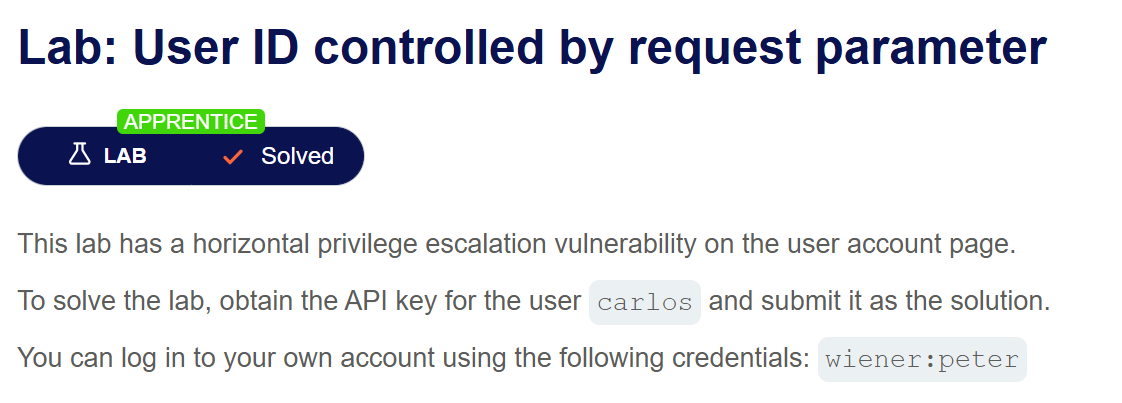 Lab: User ID controlled by request parameter
APPRENTICE
LAB Solved
This lab has a horizontal privilege escalation vulnerability on the user account page.
To solve the lab, obtain the API key for the user carlos and submit it as the solution.
You can log in to your own account using the following credentials: wiener:peter